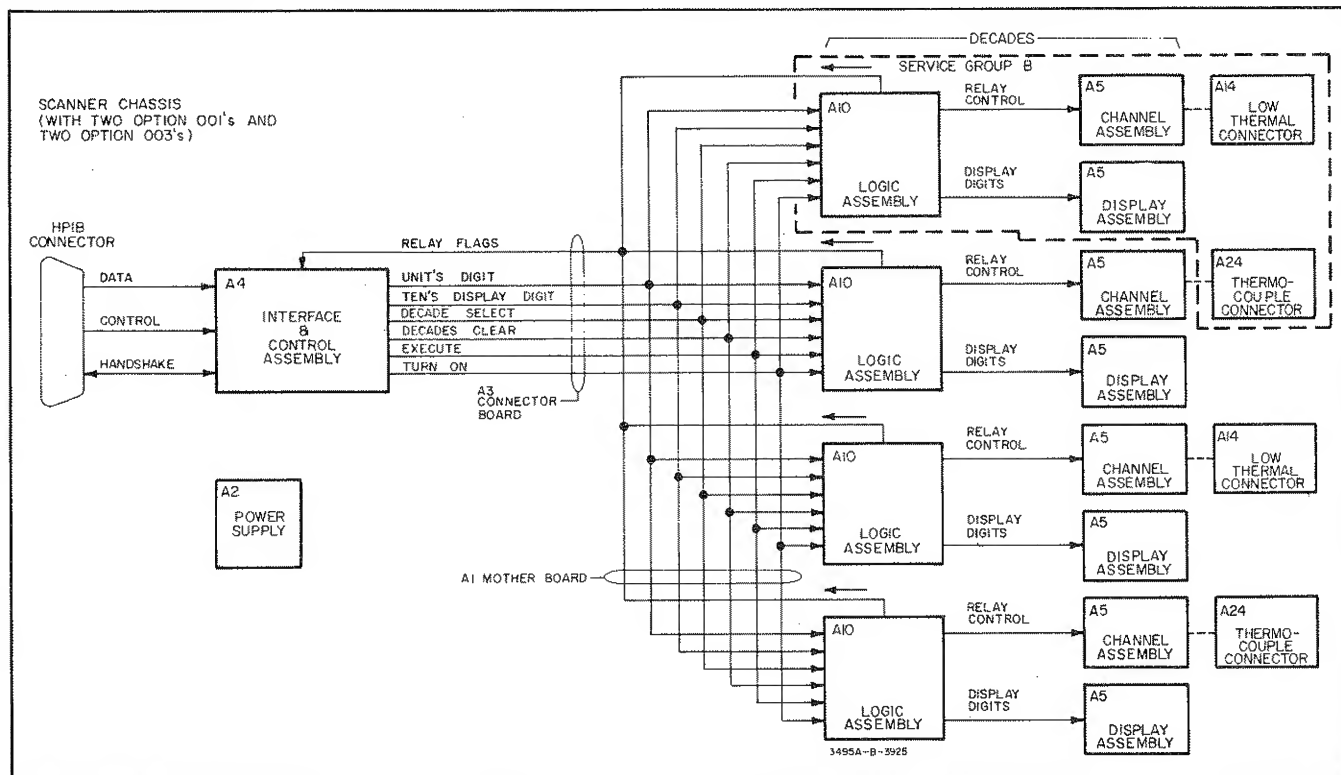 DECADES
SERVICE GROUP B
SCANNER CHASSIS
(WITH TWO OPTION 001's AND
TWO OPTION 003's)
HPIB
CONNECTOR
DATA
CONTROL
HANDSHAKE
A4
INTERFACE
&
CONTROL
ASSEMBLY
RELAY FLAGS
UNIT'S DIGIT
TEN'S DISPLAY DIGIT
DECADE SELECT
DECADES CLEAR
EXECUTE
TURN ON
A3
CONNECTOR
BOARD
A2
POWER
SUPPLY
A1 MOTHER BOARD
A10
LOGIC
ASSEMBLY
RELAY
CONTROL
A5
CHANNEL
ASSEMBLY
A14
LOW
THERMAL
CONNECTOR
DISPLAY
DIGITS
A5
DISPLAY
ASSEMBLY
A10
LOGIC
ASSEMBLY
RELAY
CONTROL
A5
CHANNEL
ASSEMBLY
A24
THERMO-
COUPLE
CONNECTOR
DISPLAY
DIGITS
A5
DISPLAY
ASSEMBLY
A10
LOGIC
ASSEMBLY
RELAY
CONTROL
A5
CHANNEL
ASSEMBLY
A14
LOW
THERMAL
CONNECTOR
DISPLAY
DIGITS
A5
DISPLAY
ASSEMBLY
A10
LOGIC
ASSEMBLY
RELAY
CONTROL
A5
CHANNEL
ASSEMBLY
A24
THERMO-
COUPLE
CONNECTOR
DISPLAY
DIGITS
A5
DISPLAY
ASSEMBLY
3495A-B-3925